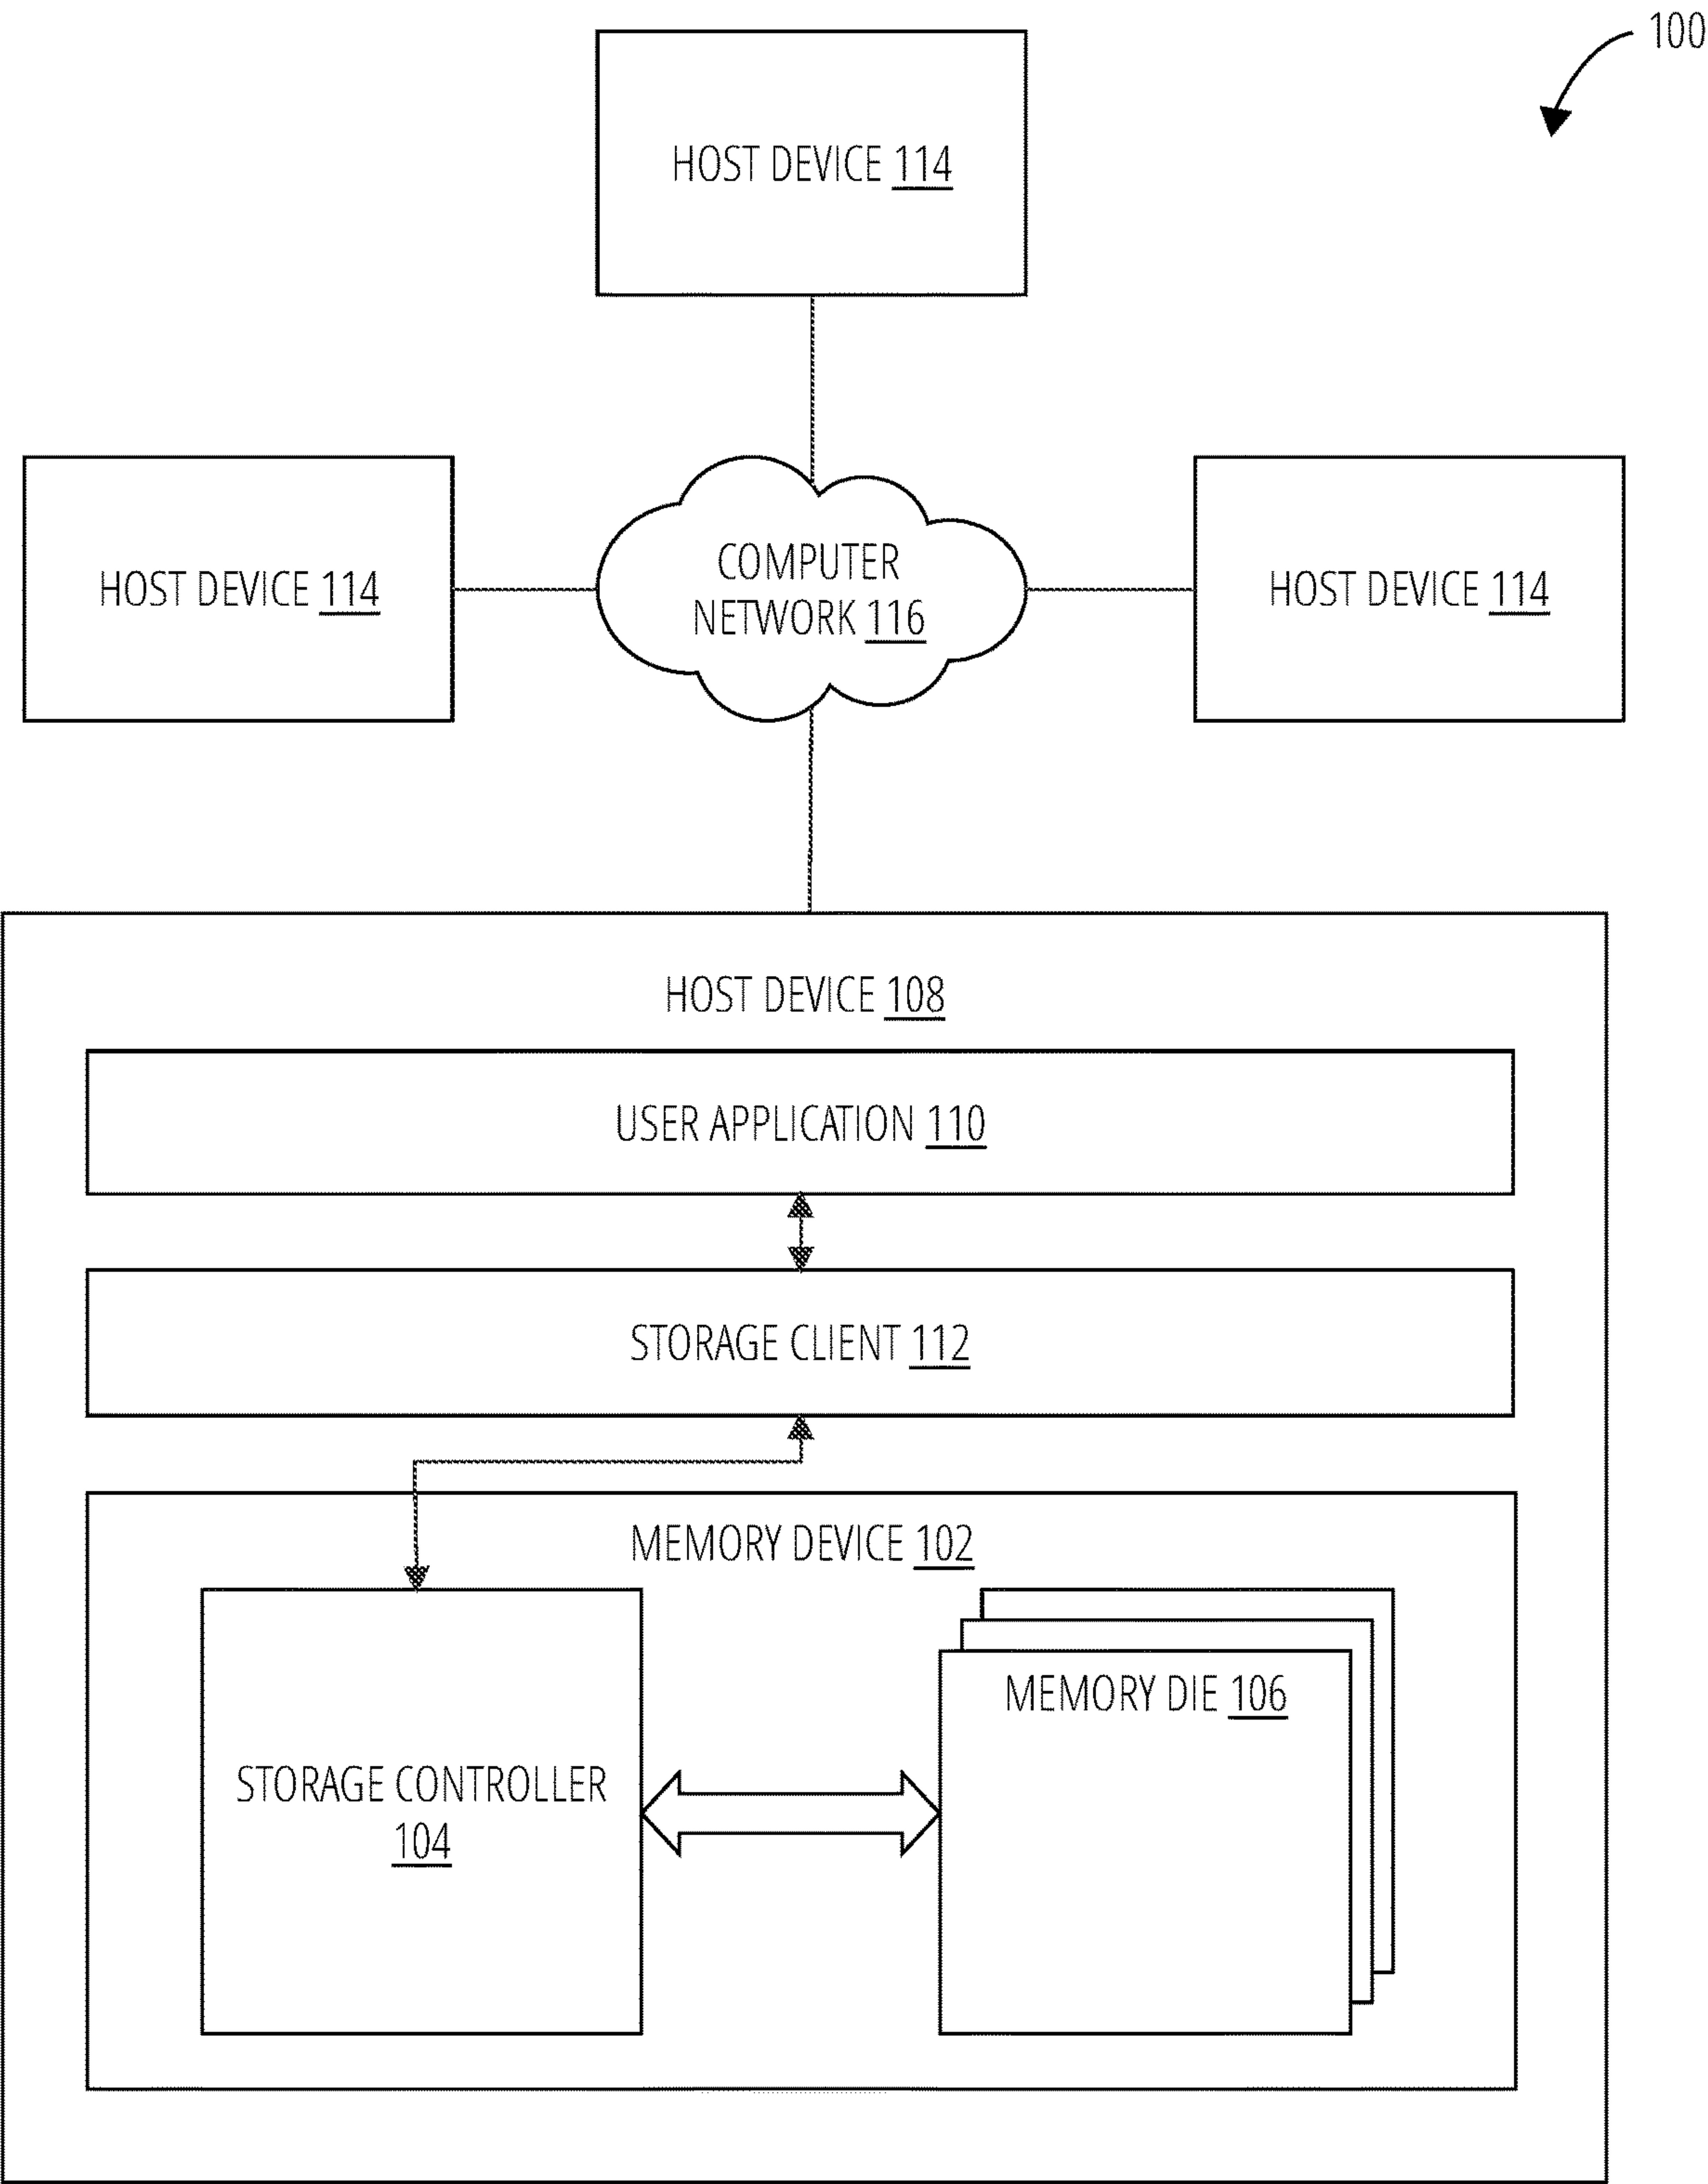 100
HOST DEVICE 114
HOST DEVICE 114
COMPUTER
NETWORK 116
HOST DEVICE 114
HOST DEVICE 108
USER APPLICATION 110
STORAGE CLIENT 112
MEMORY DEVICE 102
MEMORY DIE 106
STORAGE CONTROLLER
104